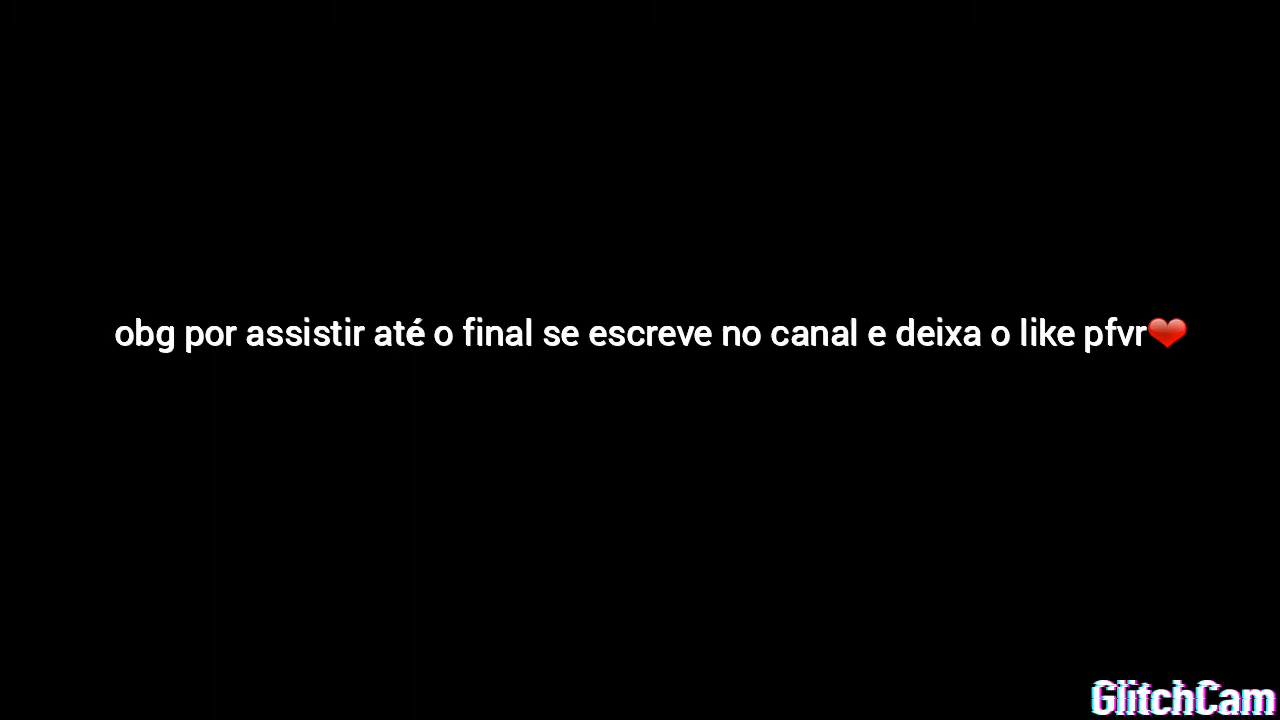 obg por assistir até o final se escreve no canal e deixa o like pfvr❤
GlitchCam